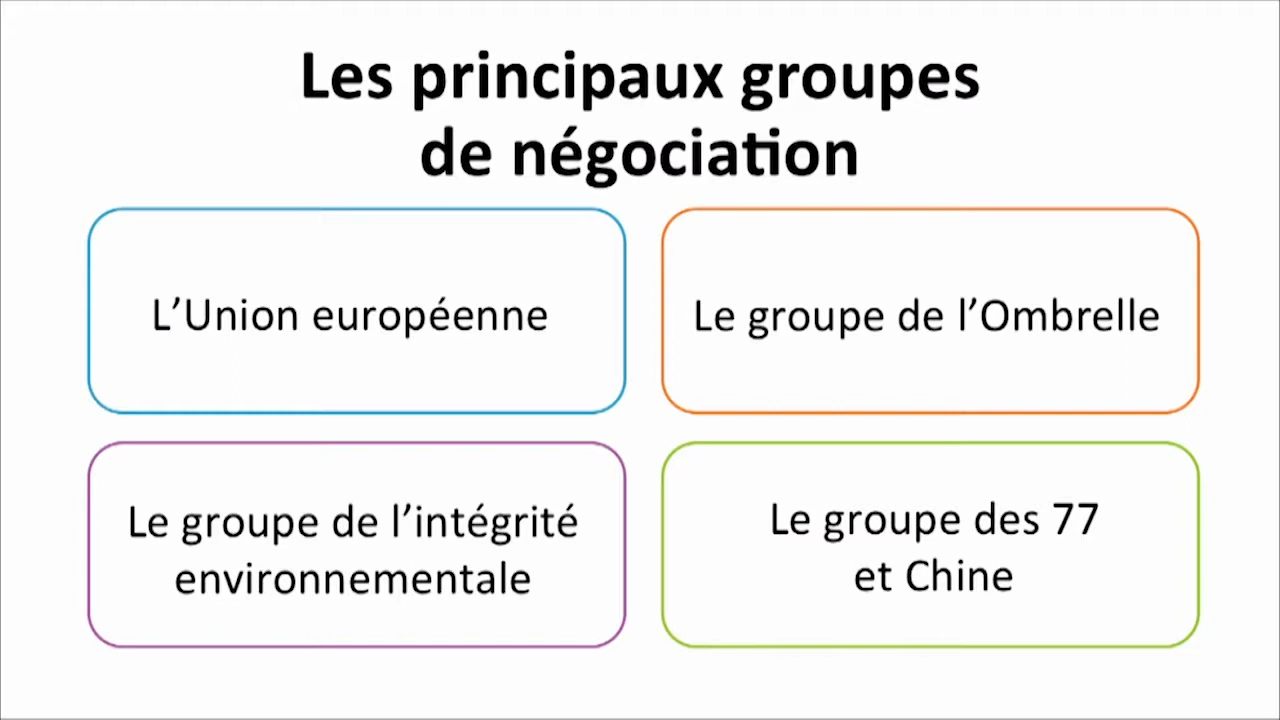 Les principaux groupes
de négociation
L’Union européenne
Le groupe de l’Ombrelle
Le groupe de l’intégrité
environnementale
Le groupe des 77
et Chine